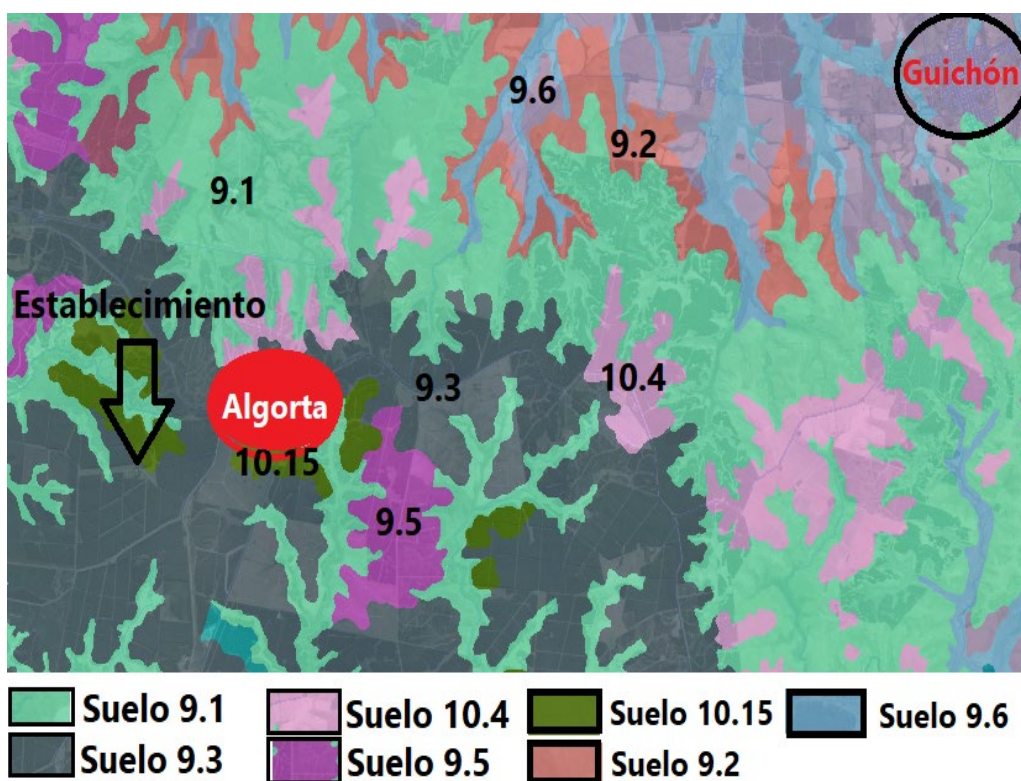 Guichón
9.6
9.2
9.1
Establecimiento
9.3
10.4
Algorta
10.15
9.5
Suelo 9.1
Suelo 10.4
Suelo 10.15
Suelo 9.6
Suelo 9.3
Suelo 9.5
Suelo 9.2